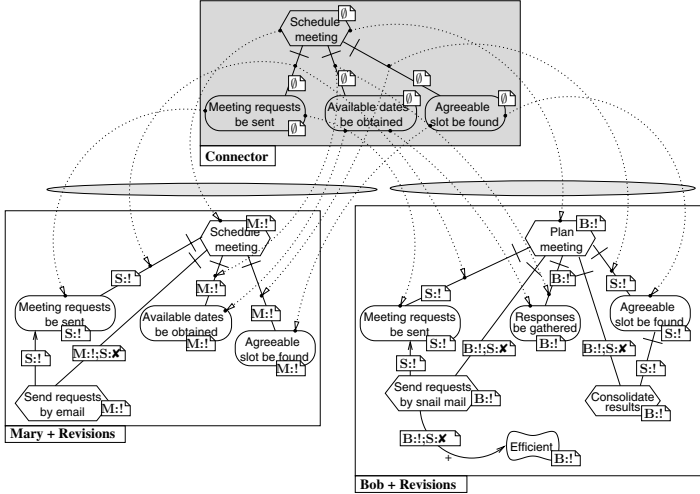 Schedule
meeting
∅
∅
∅
∅
Meeting requests
be sent
∅
Available dates
be obtained
∅
Agreeable
slot be found
∅
Connector
Schedule
meeting
M:!
S:!
Meeting requests
be sent
S:!
M:!
Available dates
be obtained
M:!
M:!
Agreeable
slot be found
M:!
S:!
M:!;S:✘
Send requests
by email
M:!
Mary + Revisions
Plan
meeting
B:!
S:!
B:!
S:!
Meeting requests
be sent
S:!
Responses
be gathered
B:!
Agreeable
slot be found
S:!
S:!
B:!;S:✘
B:!;S:✘
S:!
Send requests
by snail mail
B:!
Consolidate
results
B:!
B:!;S:✘
+
Efficient
B:!
Bob + Revisions